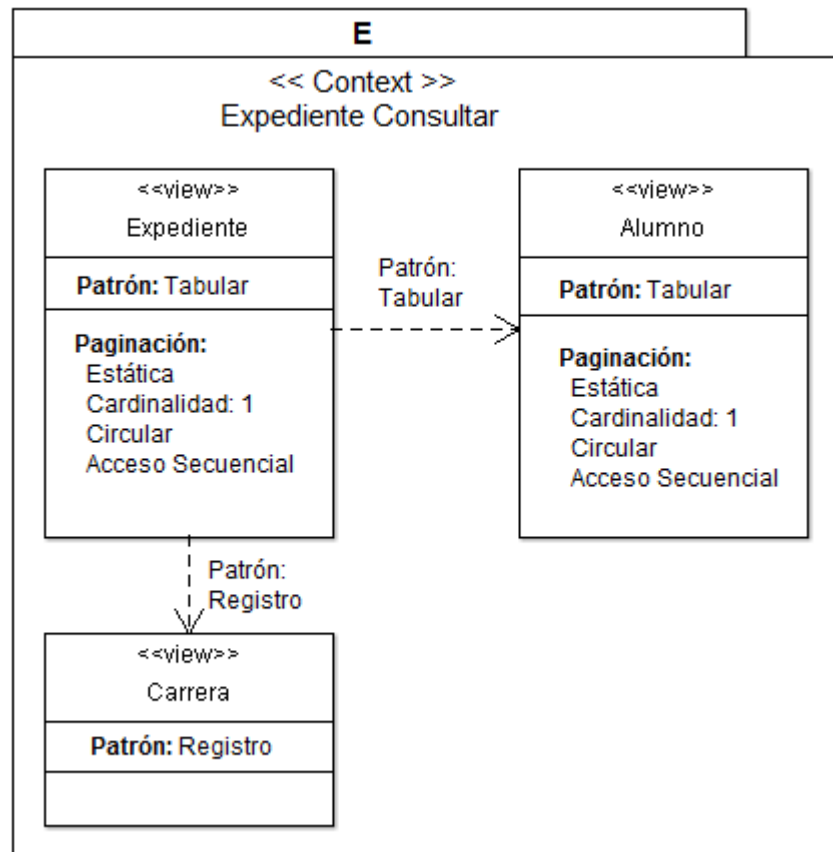 E
<< Context >>
Expediente Consultar
<<view>>
Expediente
Patrón: Tabular
Paginación:
Estática
Cardinalidad: 1
Circular
Acceso Secuencial
Patrón:
Tabular
<<view>>
Alumno
Patrón: Tabular
Paginación:
Estática
Cardinalidad: 1
Circular
Acceso Secuencial
Patrón:
Registro
<<view>>
Carrera
Patrón: Registro